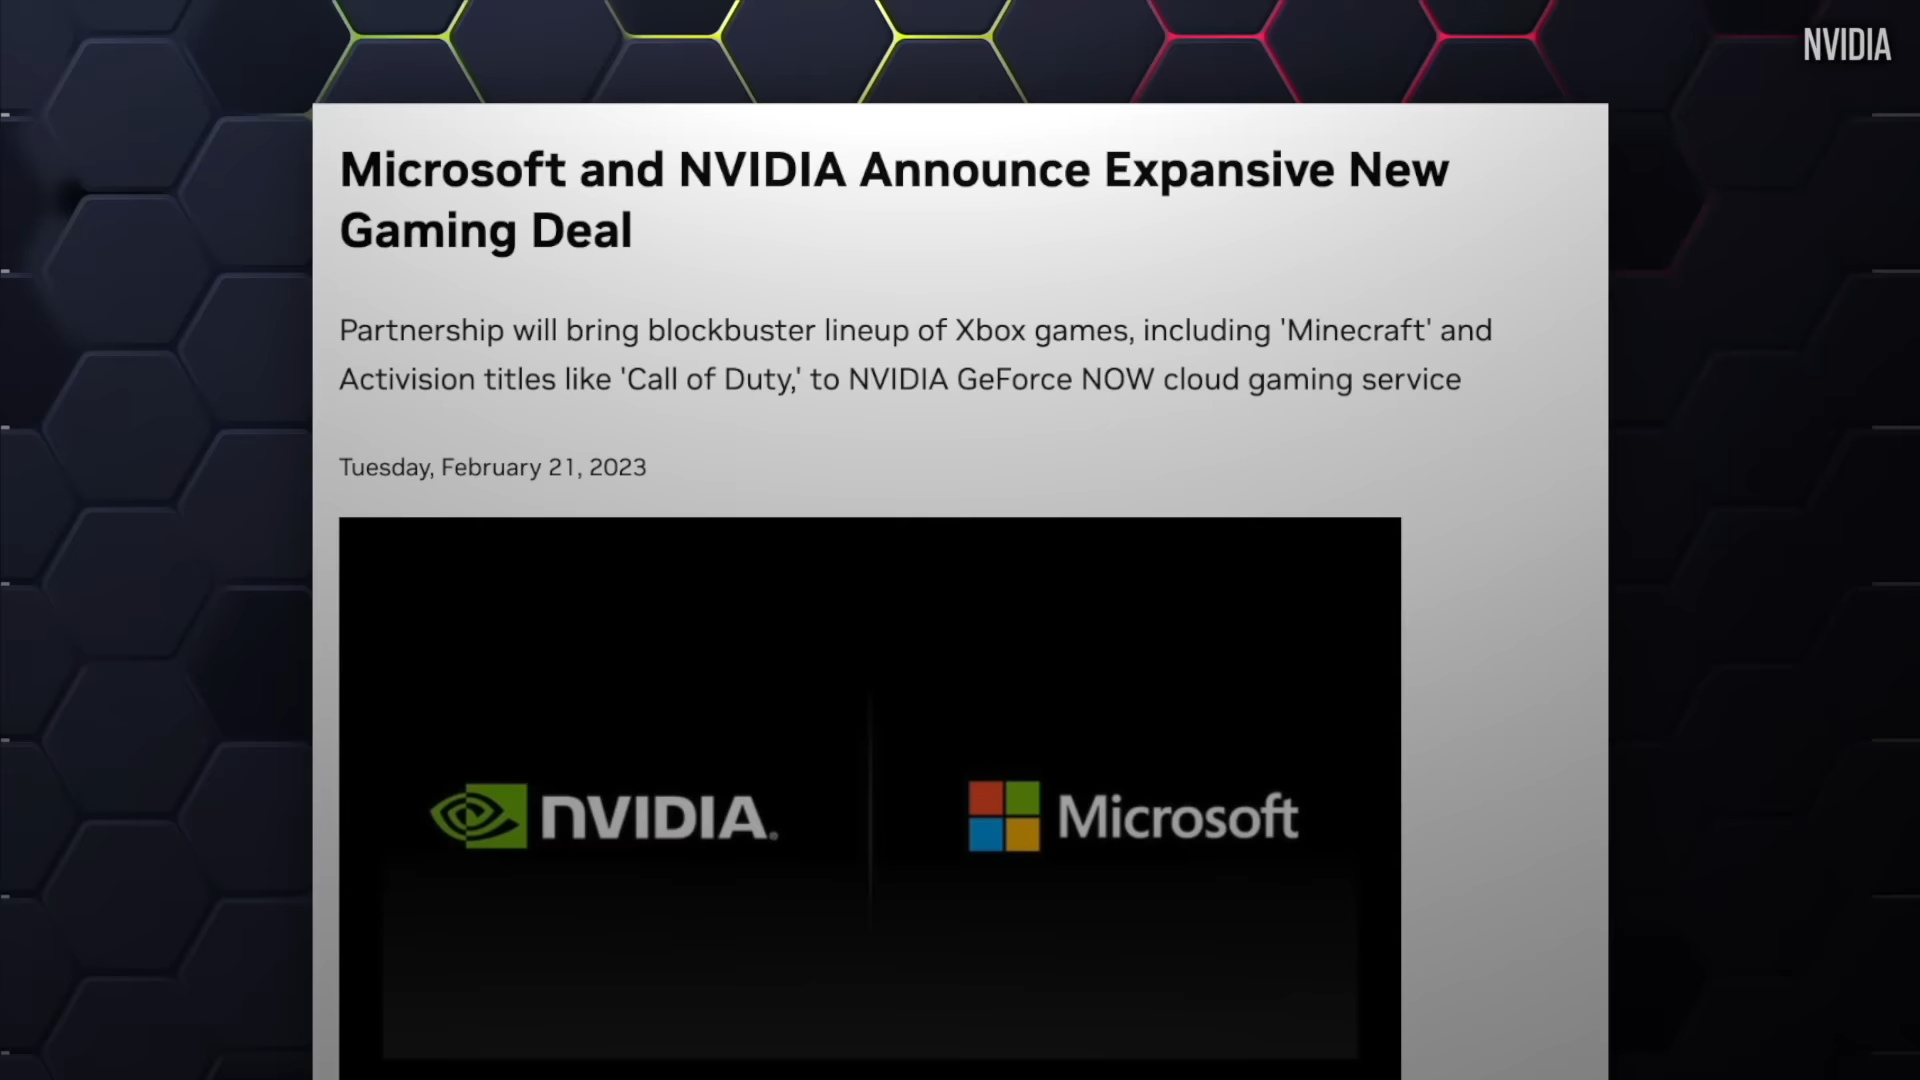 NVIDIA
Microsoft and NVIDIA Announce Expansive New
Gaming Deal
Partnership will bring blockbuster lineup of Xbox games, including 'Minecraft' and
Activision titles like 'Call of Duty,' to NVIDIA GeForce NOW cloud gaming service
Tuesday, February 21, 2023
NVIDIA.
Microsoft